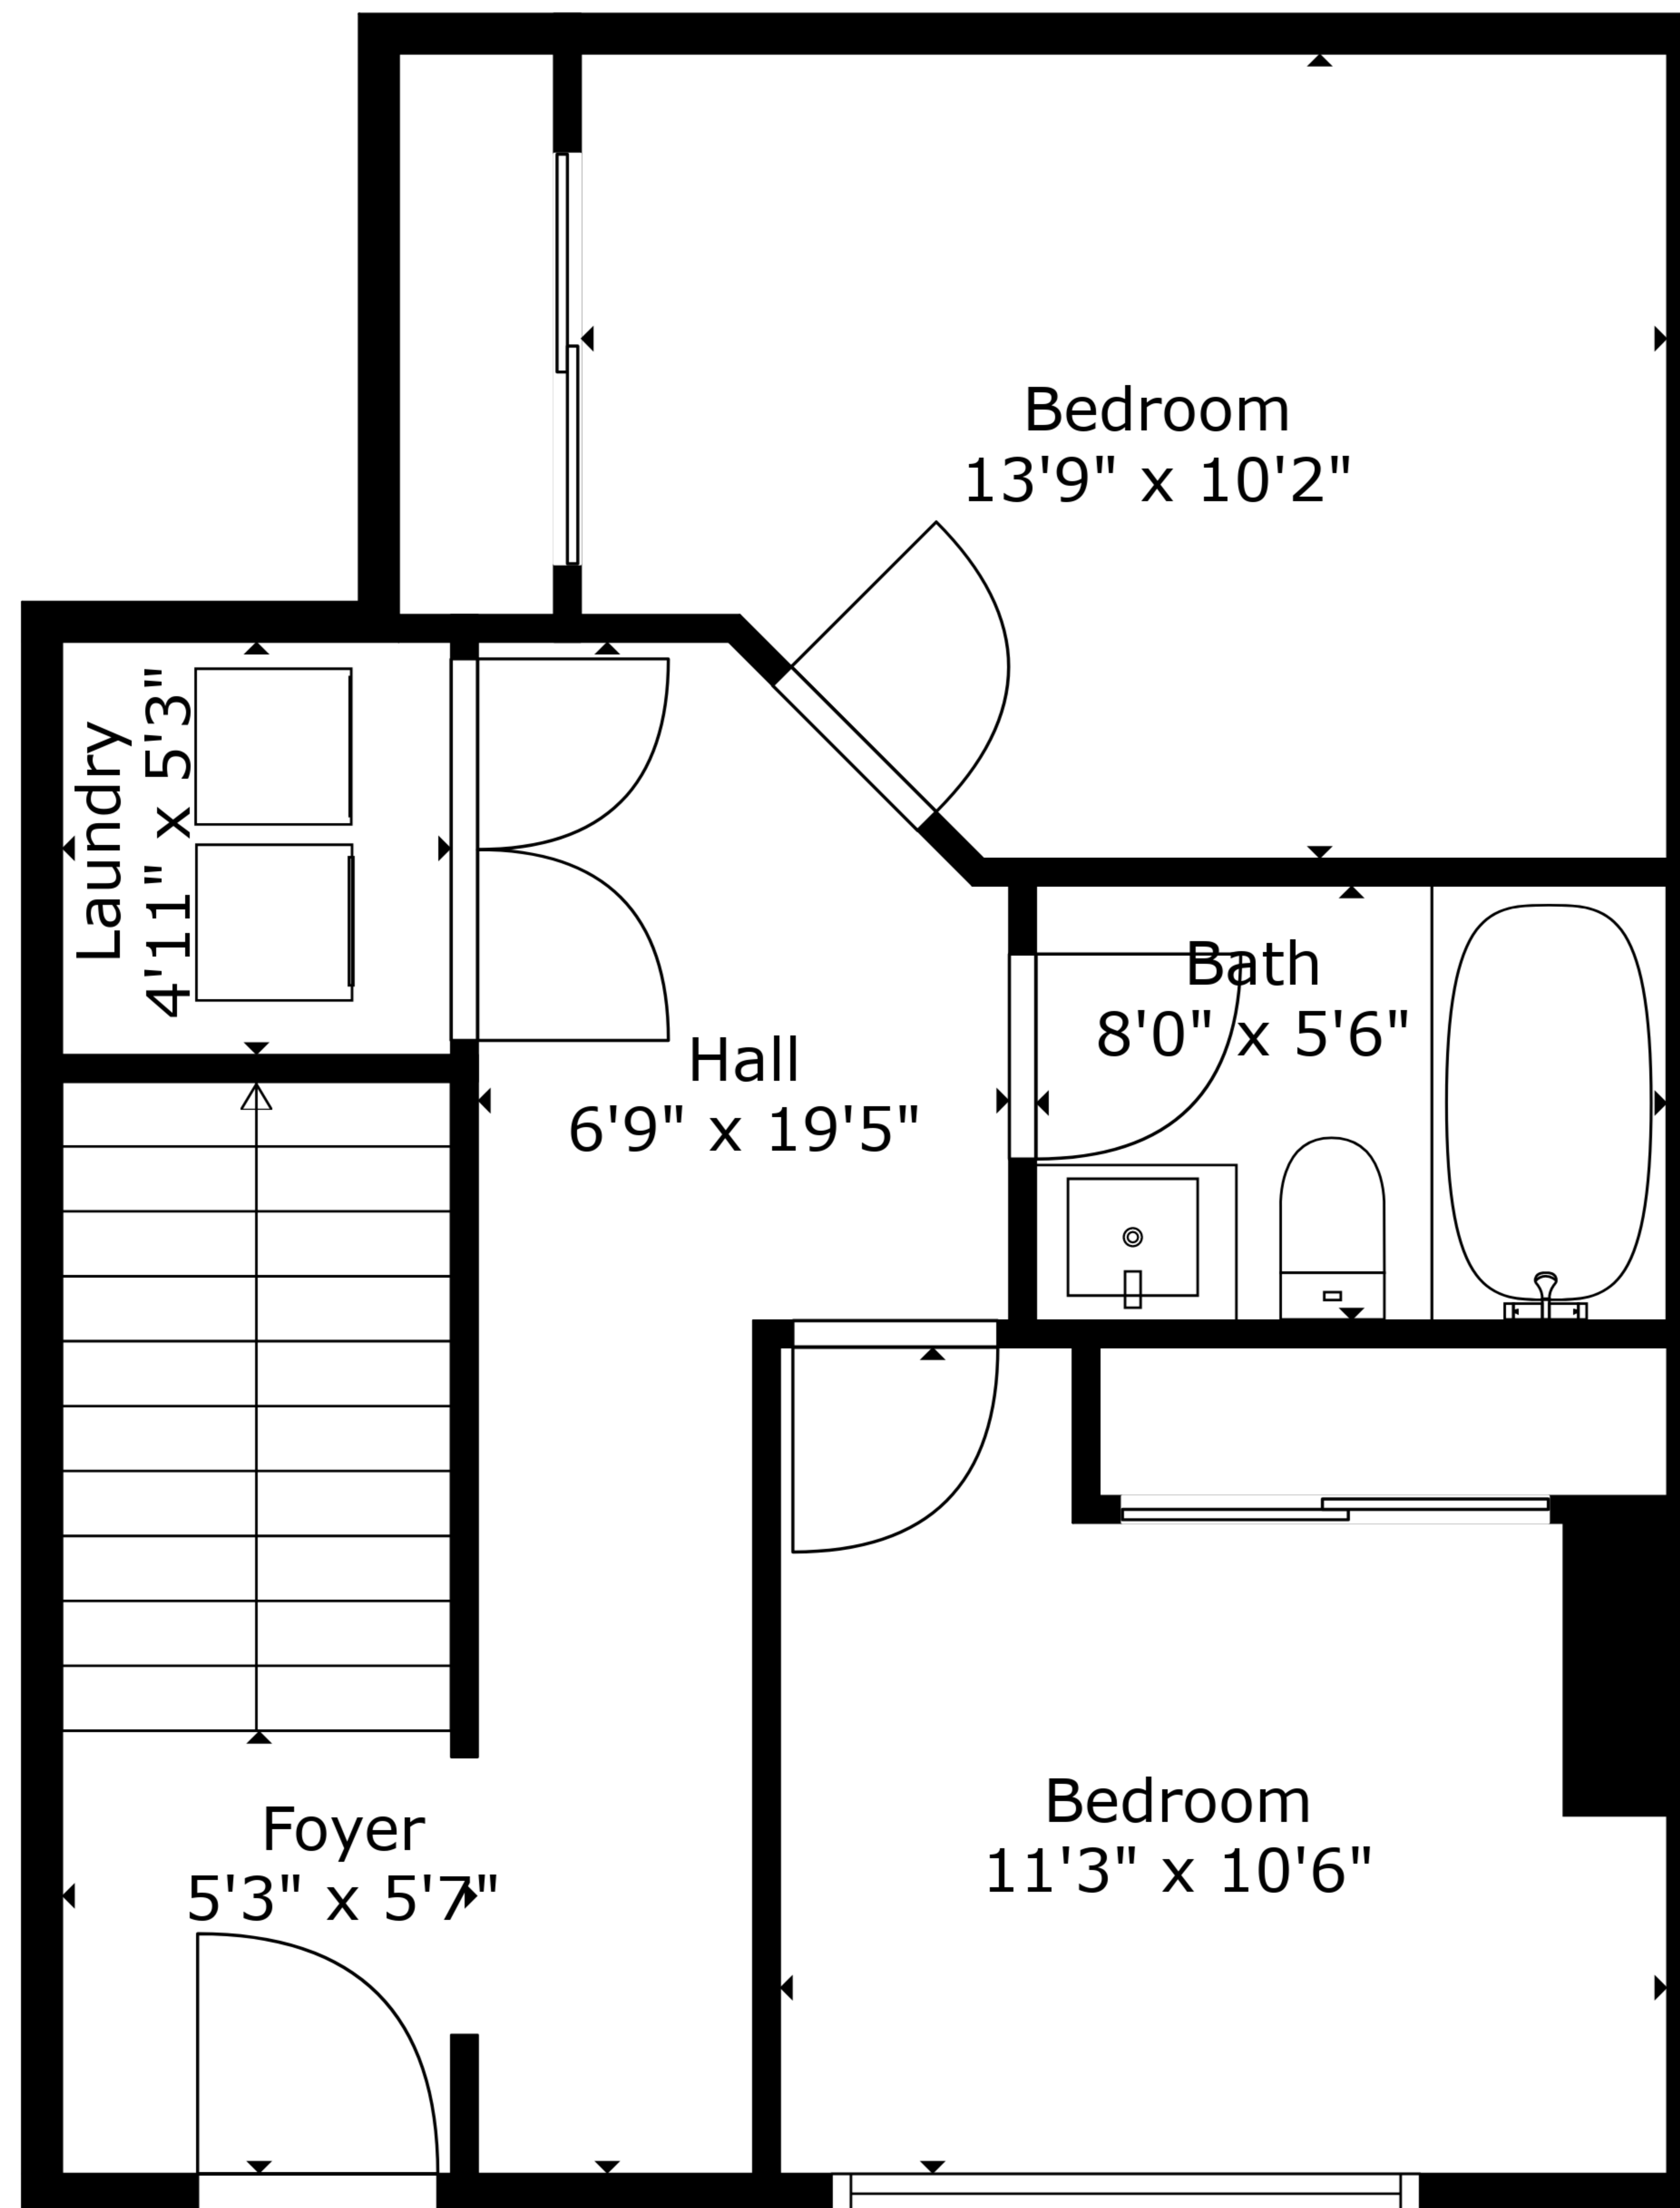 Bedroom
13'9" x 10'2"
Laundry
4'11" x 5'3"
Bath
8'0" x 5'6"
Hall
6'9" x 19'5"
Bedroom
11'3" x 10'6"
Foyer
5'3" x 5'7"